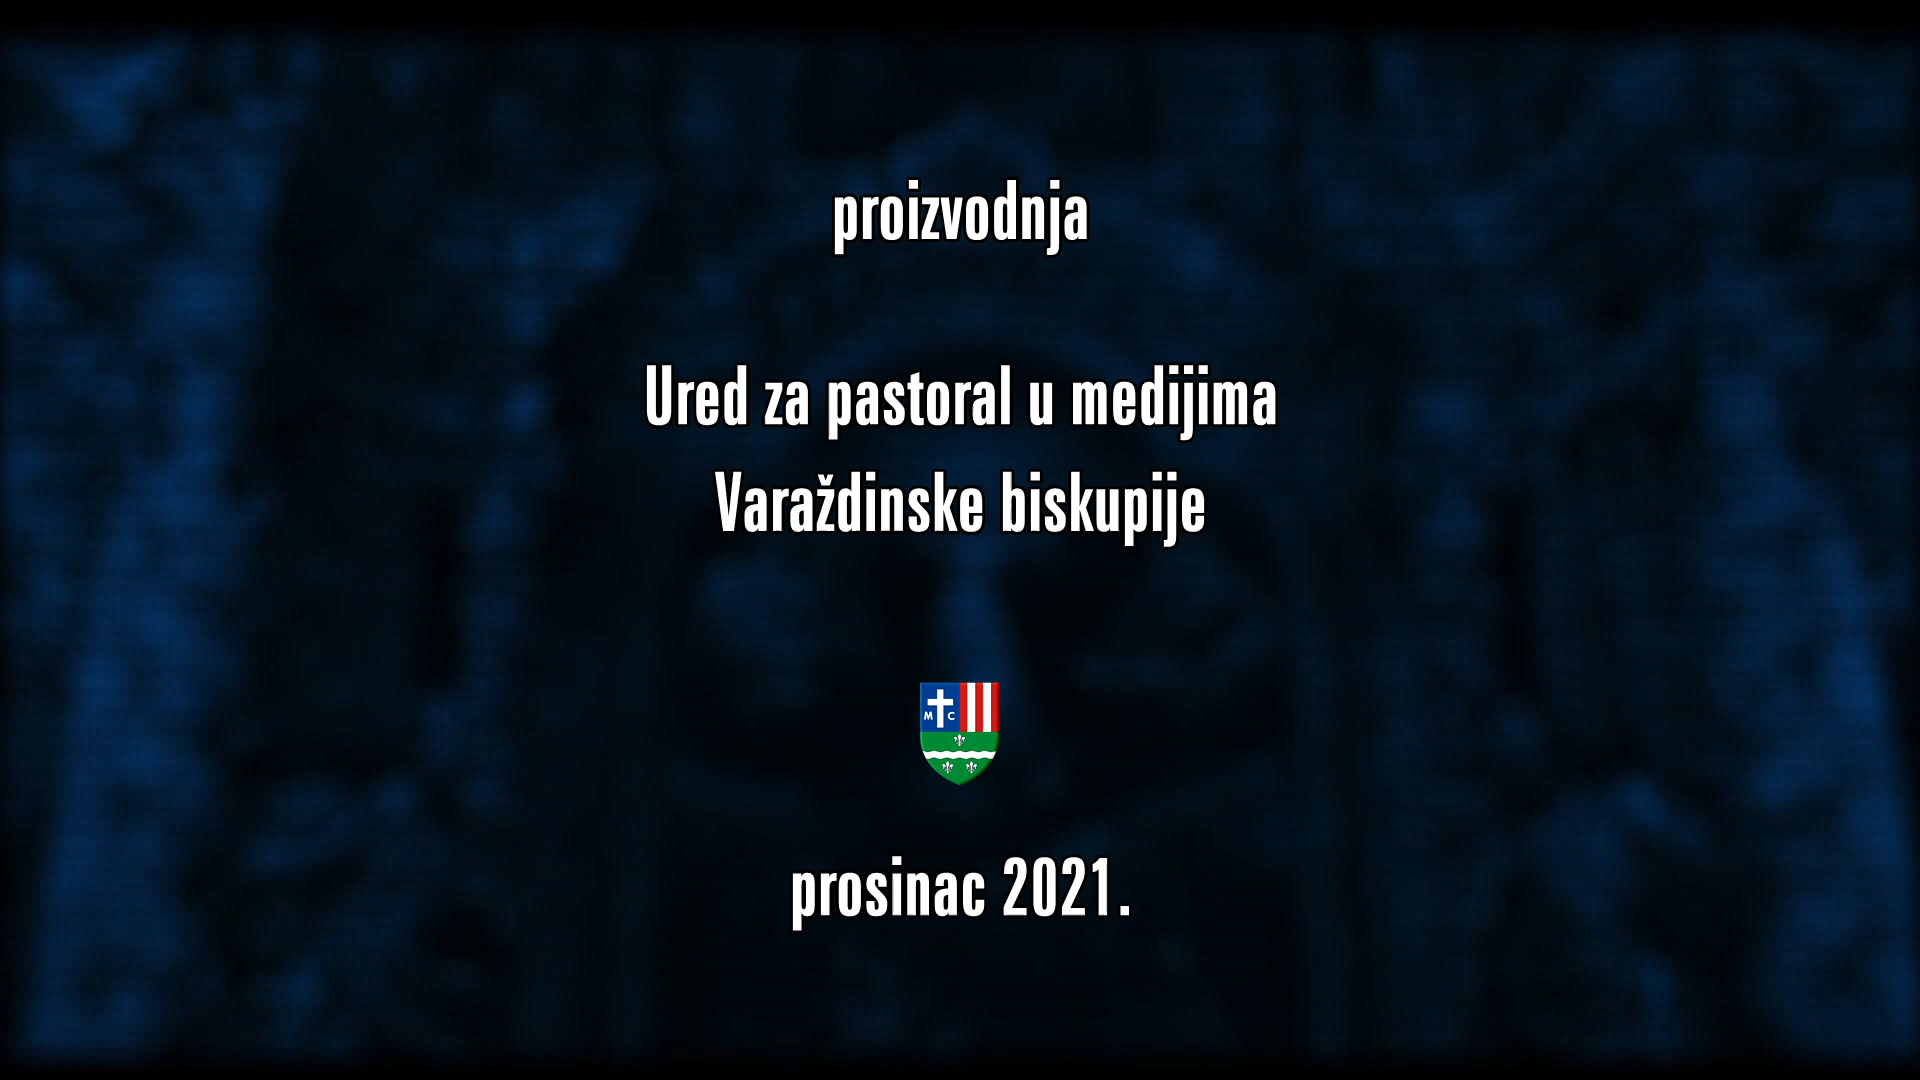 proizvodnja
Ured za pastoral u medijima
Varaždinske biskupije
M C
prosinac 2021.